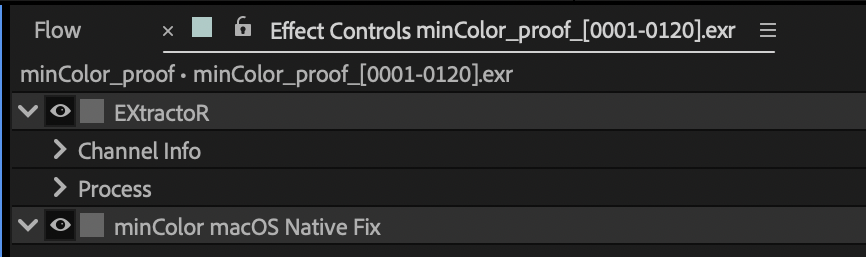 Flow × Effect Controls minColor_proof_[0001-0120].exr
minColor_proof • minColor_proof_[0001-0120].exr
EXtractoR
Channel Info
Process
minColor macOS Native Fix